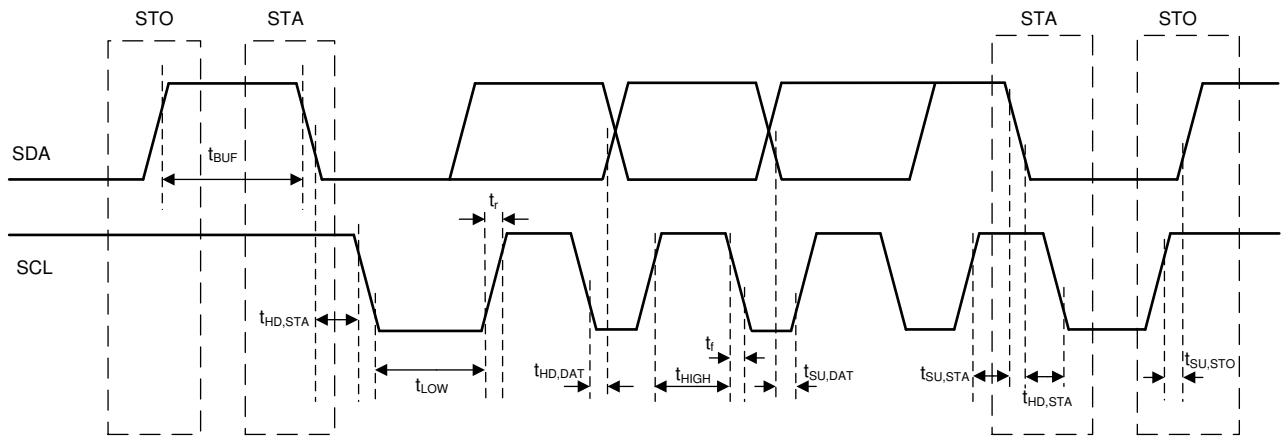 STO
STA
STA
STO
SDA
tBUF
tr
SCL
tHD,STA
tLOW
tHD,DAT
tHIGH
tf
tSU,DAT
tSU,STA
tHD,STA
tSU,STO